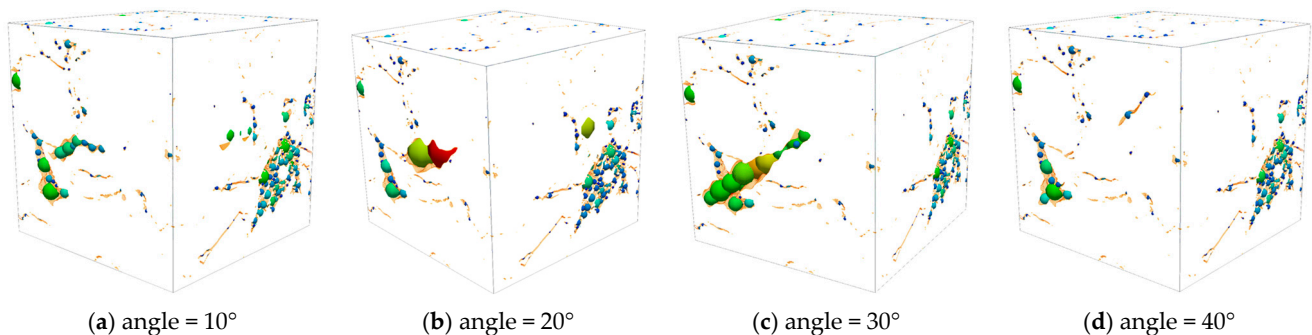 (a) angle = 10°
(b) angle = 20°
(c) angle = 30°
(d) angle = 40°